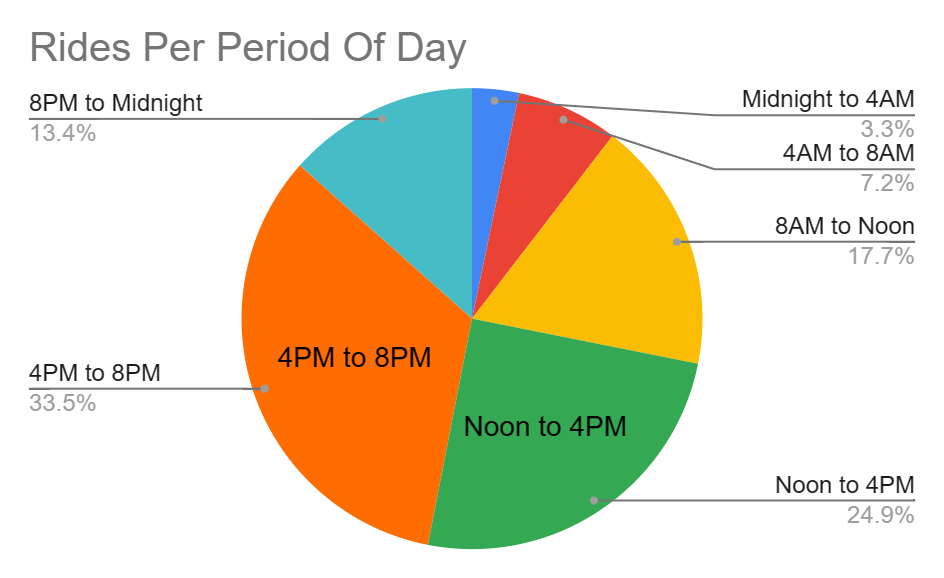 Rides Per Period Of Day
8PM to Midnight
13.4%
Midnight to 4AM
3.3%
4AM to 8AM
7.2%
8AM to Noon
17.7%
4PM to 8PM
4PM to 8PM
33.5%
Noon to 4PM
Noon to 4PM
24.9%